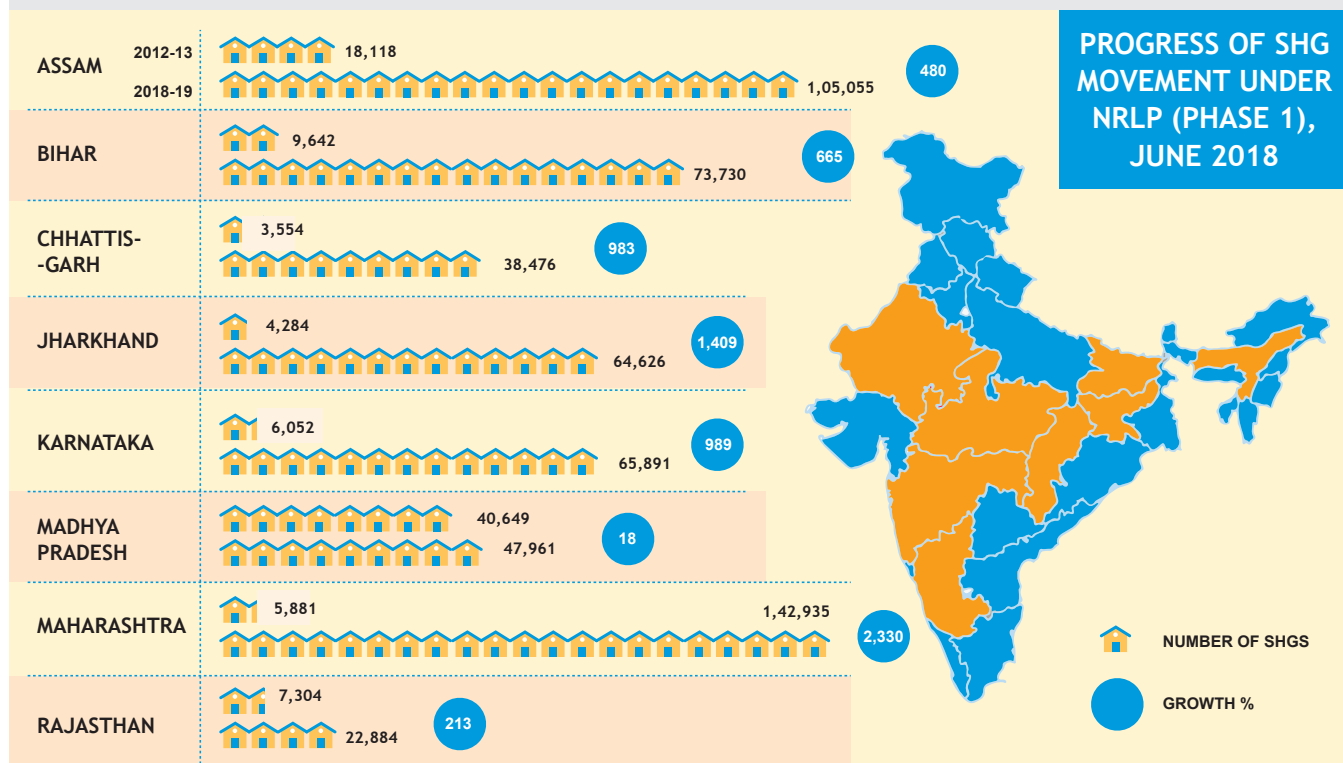 PROGRESS OF SHG
MOVEMENT UNDER
NRLP (PHASE 1),
JUNE 2018
ASSAM
2012-13
18,118
2018-19
1,05,055
480
BIHAR
9,642
73,730
665
CHHATTIS-
-GARH
3,554
38,476
983
JHARKHAND
4,284
64,626
1,409
KARNATAKA
6,052
65,891
989
MADHYA
PRADESH
40,649
47,961
18
MAHARASHTRA
5,881
1,42,935
2,330
RAJASTHAN
7,304
22,884
213
NUMBER OF SHGS
GROWTH %